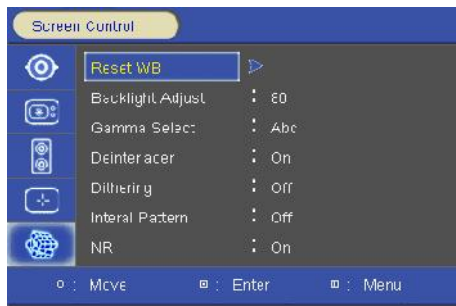 Screen Control
Reset WB
Backlight Adjust : 80
Gamma Select : Abc
Deinteracer : On
Dithering : Off
Interal Pattern : Off
NR : On
Move Enter Menu